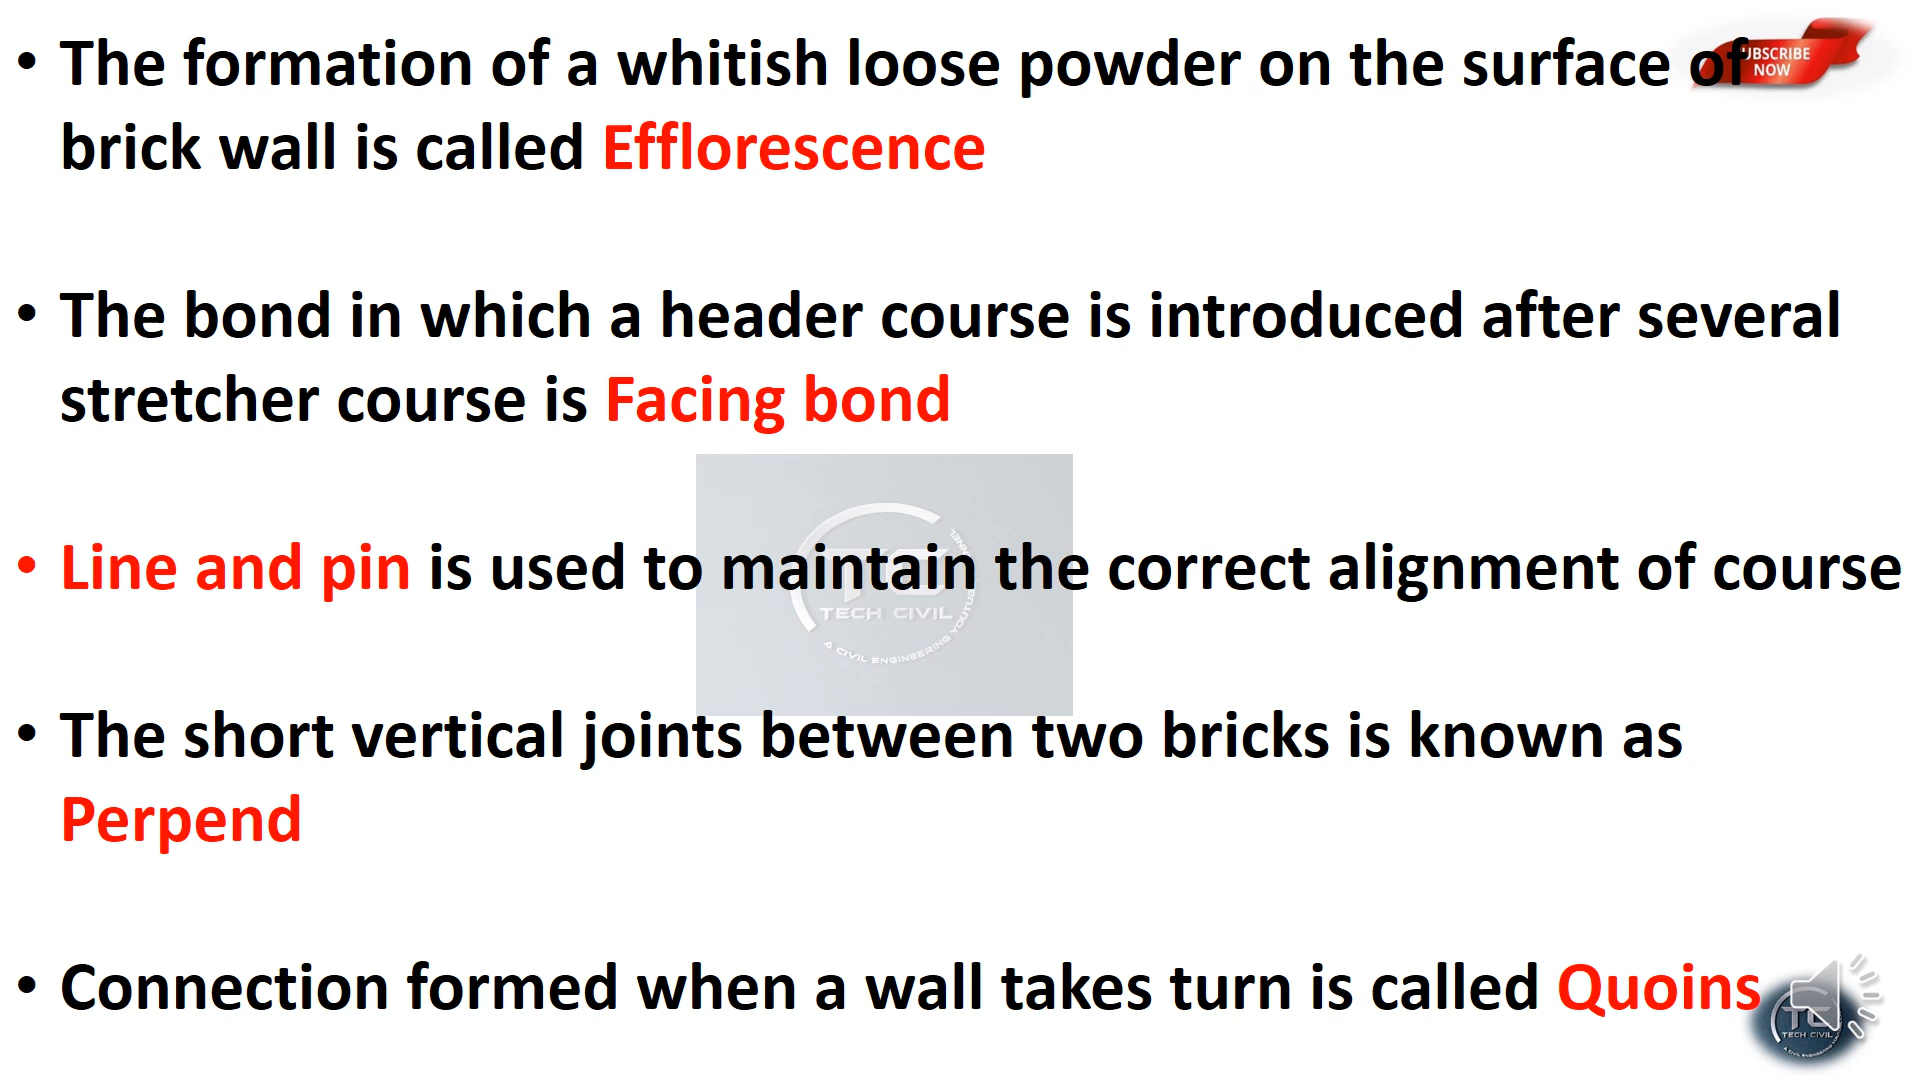 • The formation of a whitish loose powder on the surface of
brick wall is called Efflorescence
SUBSCRIBE
NOW
• The bond in which a header course is introduced after several
stretcher course is Facing bond
• Line and pin is used to maintain the correct alignment of course
TECH CIVIL
A CIVIL ENGINEERING
• The short vertical joints between two bricks is known as
Perpend
• Connection formed when a wall takes turn is called Quoins
TECH CIVIL